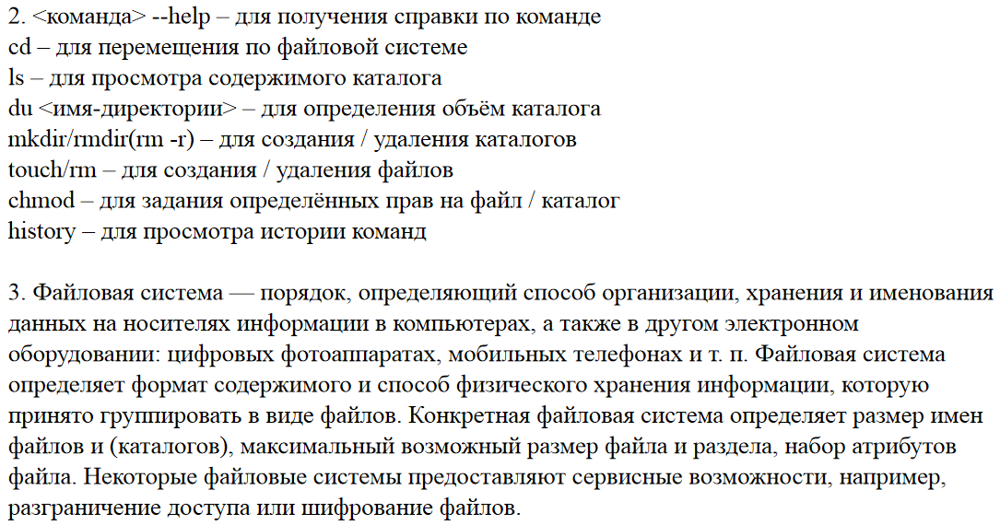 2. <команда> --help – для получения справки по команде
cd – для перемещения по файловой системе
ls – для просмотра содержимого каталога
du <имя-директории> – для определения объём каталога
mkdir/rmdir(rm -r) – для создания / удаления каталогов
touch/rm – для создания / удаления файлов
chmod – для задания определённых прав на файл / каталог
history – для просмотра истории команд
3. Файловая система — порядок, определяющий способ организации, хранения и именования
данных на носителях информации в компьютерах, а также в другом электронном
оборудовании: цифровых фотоаппаратах, мобильных телефонах и т. п. Файловая система
определяет формат содержимого и способ физического хранения информации, которую
принято группировать в виде файлов. Конкретная файловая система определяет размер имен
файлов и (каталогов), максимальный возможный размер файла и раздела, набор атрибутов
файла. Некоторые файловые системы предоставляют сервисные возможности, например,
разграничение доступа или шифрование файлов.